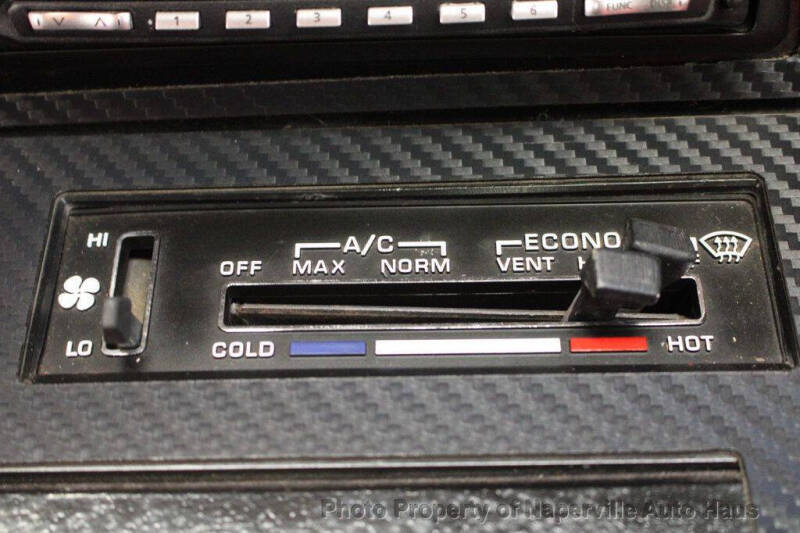 1 2 3 4 5 6 FUNC
HI A/C ECONO
OFF MAX NORM VENT
LO COLD HOT
Photo Property of Naperville Auto Haus